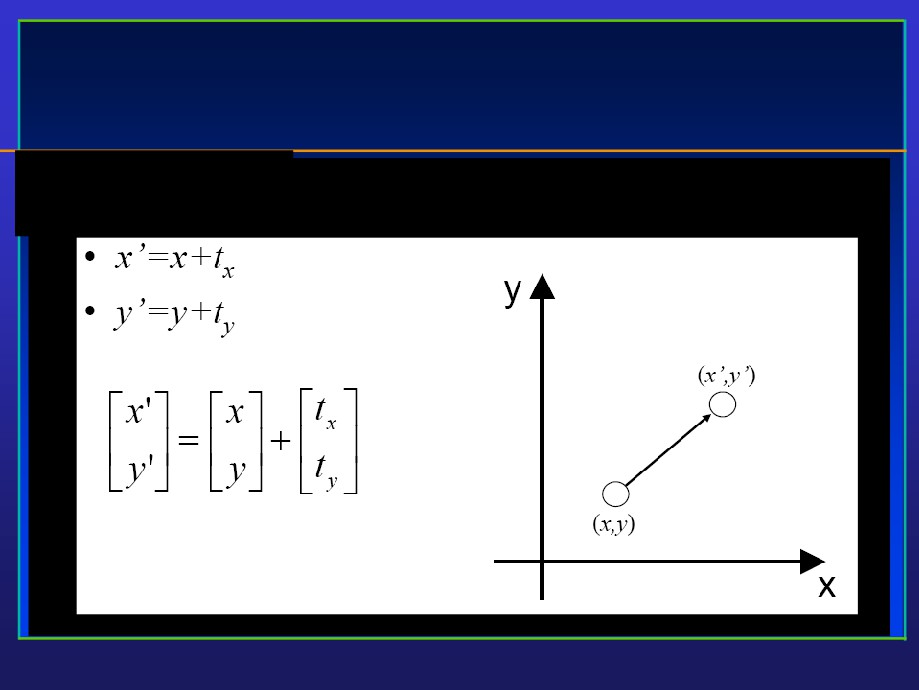 • x’=x+tx
• y’=y+ty
[x' y'] = [x y] + [tx ty]
y
(x’,y’)
(x,y)
x